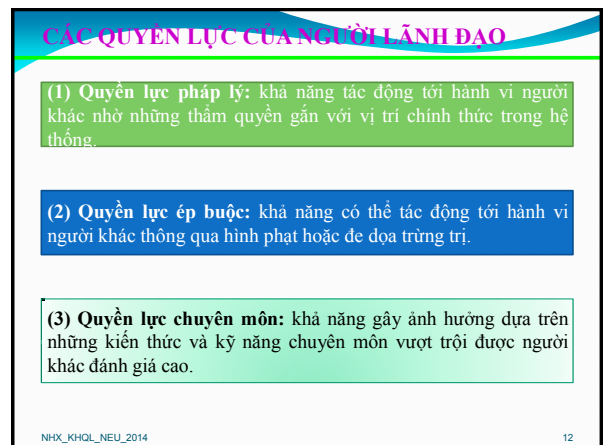 CÁC QUYỀN LỰC CỦA NGƯỜI LÃNH ĐẠO
(1) Quyền lực pháp lý: khả năng tác động tới hành vi người
khác nhờ những thẩm quyền gắn với vị trí chính thức trong hệ
thống.
(2) Quyền lực ép buộc: khả năng có thể tác động tới hành vi
người khác thông qua hình phạt hoặc đe dọa trừng trị.
(3) Quyền lực chuyên môn: khả năng gây ảnh hưởng dựa trên
những kiến thức và kỹ năng chuyên môn vượt trội được người
khác đánh giá cao.
NHX_KHQL_NEU_2014 12